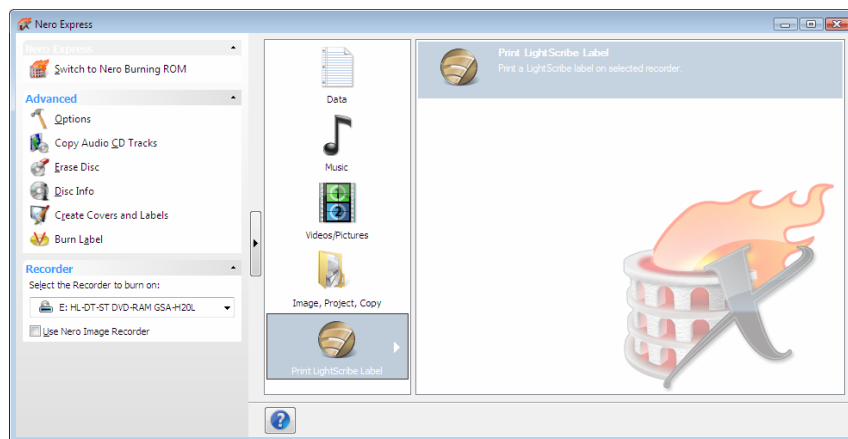 Nero Express
Nero Express
Switch to Nero Burning ROM
Advanced
Options
Copy Audio CD Tracks
Erase Disc
Disc Info
Create Covers and Labels
Burn Label
Recorder
Select the Recorder to burn on:
E: HL-DT-ST DVD-RAM GSA-H20L
Use Nero Image Recorder
Data
Music
1
2
Videos/Pictures
Image, Project, Copy
Print LightScribe Label
Print LightScribe Label
Print a LightScribe label on selected recorder.
?